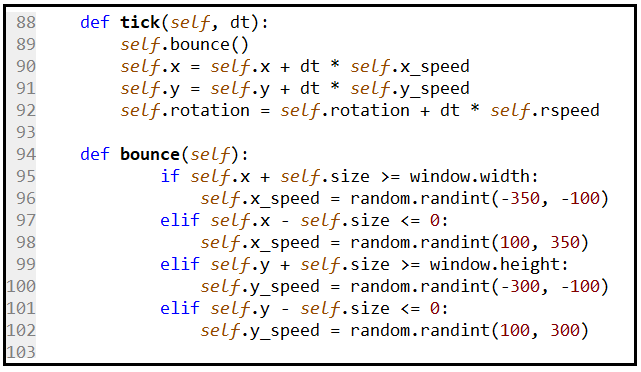 88 def tick(self, dt):
89 self.bounce()
90 self.x = self.x + dt * self.x_speed
91 self.y = self.y + dt * self.y_speed
92 self.rotation = self.rotation + dt * self.rspeed
93
94 def bounce(self):
95 if self.x + self.size >= window.width:
96 self.x_speed = random.randint(-350, -100)
97 elif self.x - self.size <= 0:
98 self.x_speed = random.randint(100, 350)
99 elif self.y + self.size >= window.height:
100 self.y_speed = random.randint(-300, -100)
101 elif self.y - self.size <= 0:
102 self.y_speed = random.randint(100, 300)
103